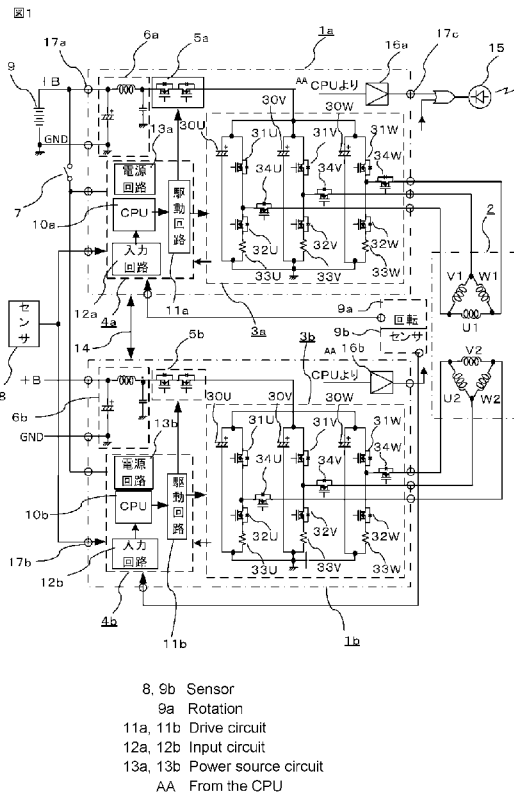 図1
6a
5a
1a
17a
16a
17c
15
9
+B
AA
CPUより
30V
30U
30W
31U
31V
31W
GND
13a
34W
電源
回路
34U
34V
7
10a
CPU
駆動回路
2
32U
32V
32W
入力
回路
V1
W1
12a
33U
33V
33W
9a
U1
4a
11a
3a
回転
センサ
9b
センサ
14
3b
8
5b
V2
+B
AA
CPUより
16b
U2
W2
6b
30U
30V
30W
31U
31V
31W
GND
34W
13b
34U
34V
電源
回路
10b
CPU
駆動回路
32U
32V
32W
17b
入力
回路
12b
33U
33V
33W
4b
11b
1b
8, 9b Sensor
9a Rotation
11a, 11b Drive circuit
12a, 12b Input circuit
13a, 13b Power source circuit
AA From the CPU